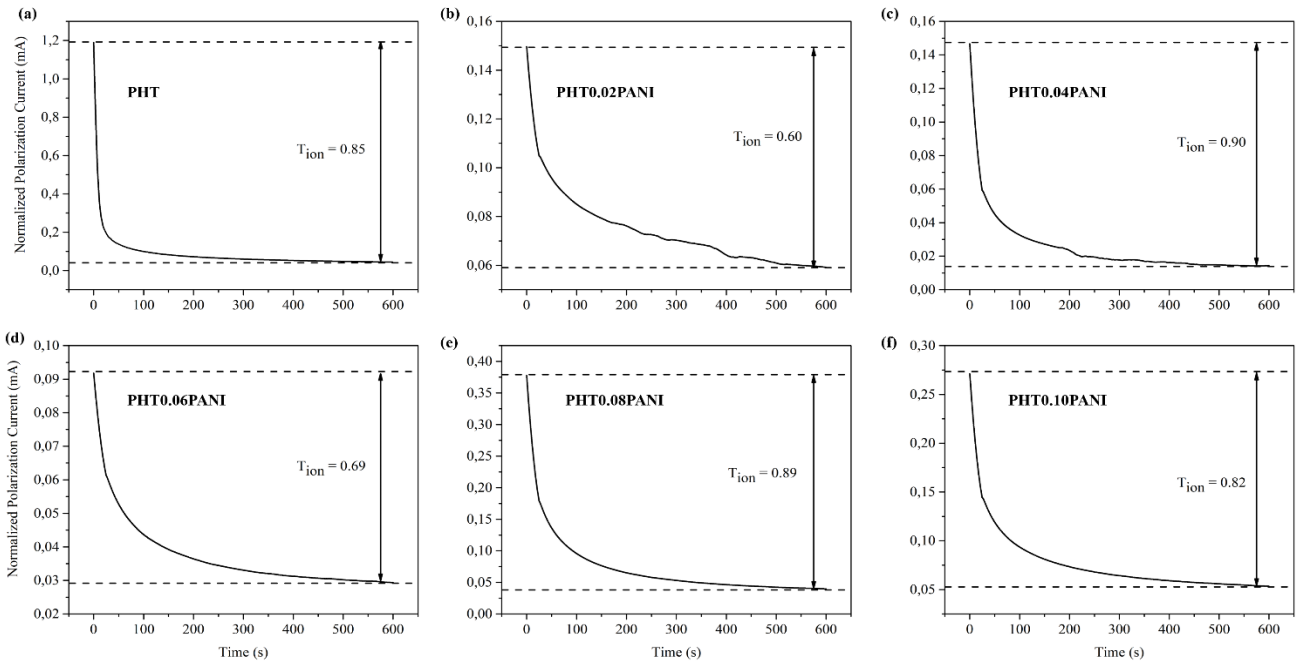 (a)
Normalized Polarization Current (mA)
1,2
1,0
0,8
0,6
0,4
0,2
0,0
PHT
Tion = 0.85
0 100 200 300 400 500 600
(b)
0,16
0,14
0,12
0,10
0,08
0,06
PHT0.02PANI
Tion = 0.60
0 100 200 300 400 500 600
(c)
0,16
0,14
0,12
0,10
0,08
0,06
0,04
0,02
0,00
PHT0.04PANI
Tion = 0.90
0 100 200 300 400 500 600
(d)
Normalized Polarization Current (mA)
0,10
0,09
0,08
0,07
0,06
0,05
0,04
0,03
0,02
PHT0.06PANI
Tion = 0.69
0 100 200 300 400 500 600
Time (s)
(e)
0,40
0,35
0,30
0,25
0,20
0,15
0,10
0,05
0,00
PHT0.08PANI
Tion = 0.89
0 100 200 300 400 500 600
Time (s)
(f)
0,30
0,25
0,20
0,15
0,10
0,05
PHT0.10PANI
Tion = 0.82
0 100 200 300 400 500 600
Time (s)